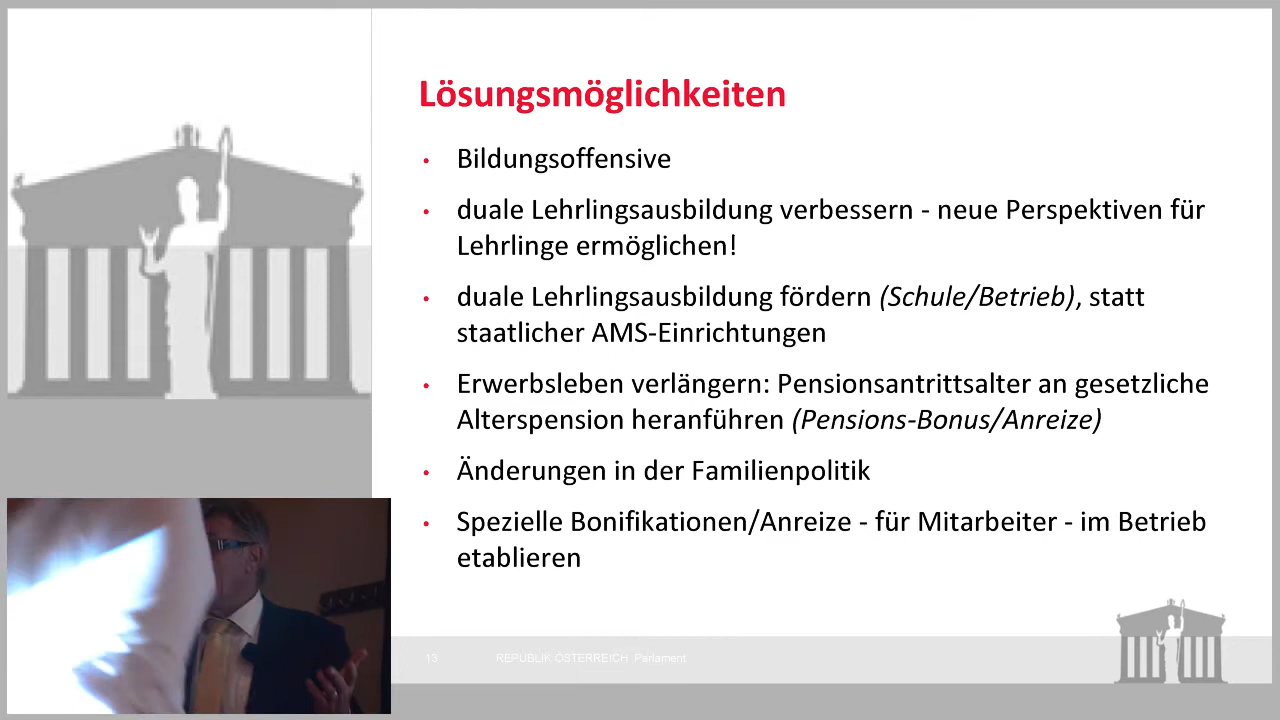 Lösungsmöglichkeiten
• Bildungsoffensive
• duale Lehrlingsausbildung verbessern - neue Perspektiven für
Lehrlinge ermöglichen!
• duale Lehrlingsausbildung fördern (Schule/Betrieb), statt
staatlicher AMS-Einrichtungen
• Erwerbsleben verlängern: Pensionsantrittsalter an gesetzliche
Alterspension heranführen (Pensions-Bonus/Anreize)
• Änderungen in der Familienpolitik
• Spezielle Bonifikationen/Anreize - für Mitarbeiter - im Betrieb
etablieren
13 REPUBLIK ÖSTERREICH Parlament